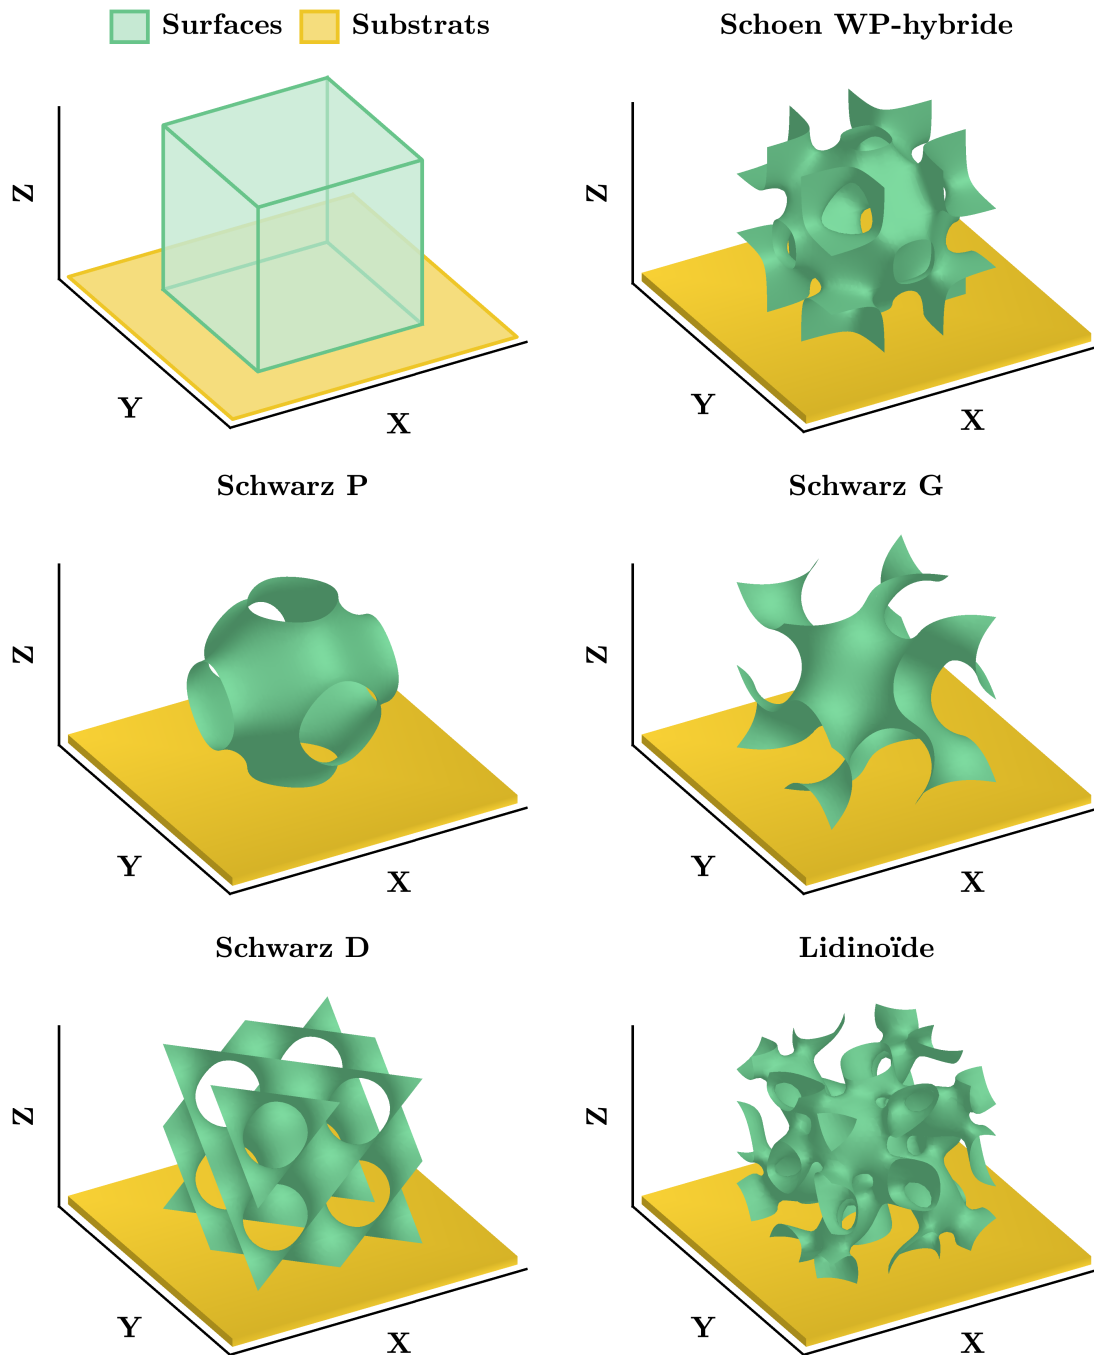 Surfaces Substrats
Z
Y
X
Schoen WP-hybride
Z
Y
X
Schwarz P
Z
Y
X
Schwarz G
Z
Y
X
Schwarz D
Z
Y
X
Lidinoïde
Z
Y
X